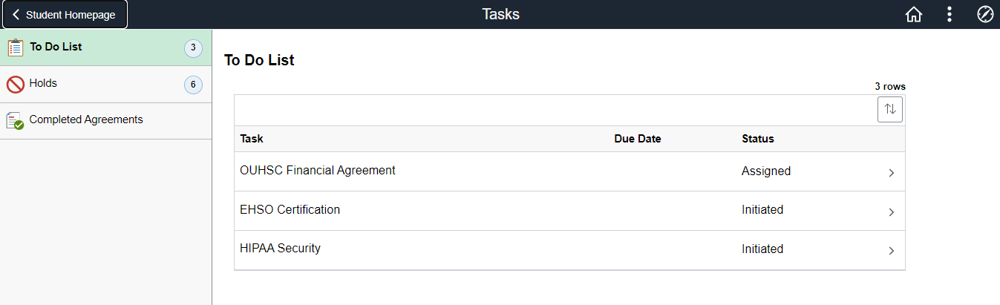 Student Homepage
Tasks
To Do List 3
Holds 6
Completed Agreements
To Do List
3 rows
Task Due Date Status
OUHSC Financial Agreement Assigned
EHSO Certification Initiated
HIPAA Security Initiated